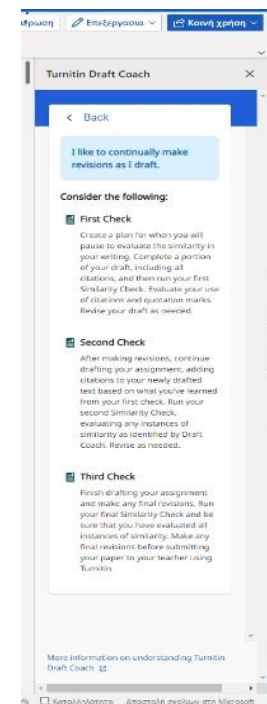 Επεξεργασία
Κοινή χρήση
Turnitin Draft Coach
Back
I like to continually make
revisions as I draft.
Consider the following:
First Check
Create a plan for when you will
pause to evaluate the similarity in
your writing. Complete a portion
of your draft, including all
citations, and then run your first
Similarity Check. Evaluate your use
of citations and quotation marks.
Revise your draft as needed.
Second Check
After making revisions, continue
drafting your assignment, adding
citations to your newly drafted
text based on what you've learned
from your first check. Run your
second Similarity Check,
evaluating any instances of
similarity as identified by Draft
Coach. Revise as needed.
Third Check
Finish drafting your assignment
and make any final revisions. Run
your final Similarity Check and be
sure that you have evaluated all
instances of similarity. Make any
final revisions before submitting
your paper to your teacher using
Turnitin.
More information on understanding Turnitin
Draft Coach
% Καταλληλότητα Αποστολή σχολίων στη Microsoft